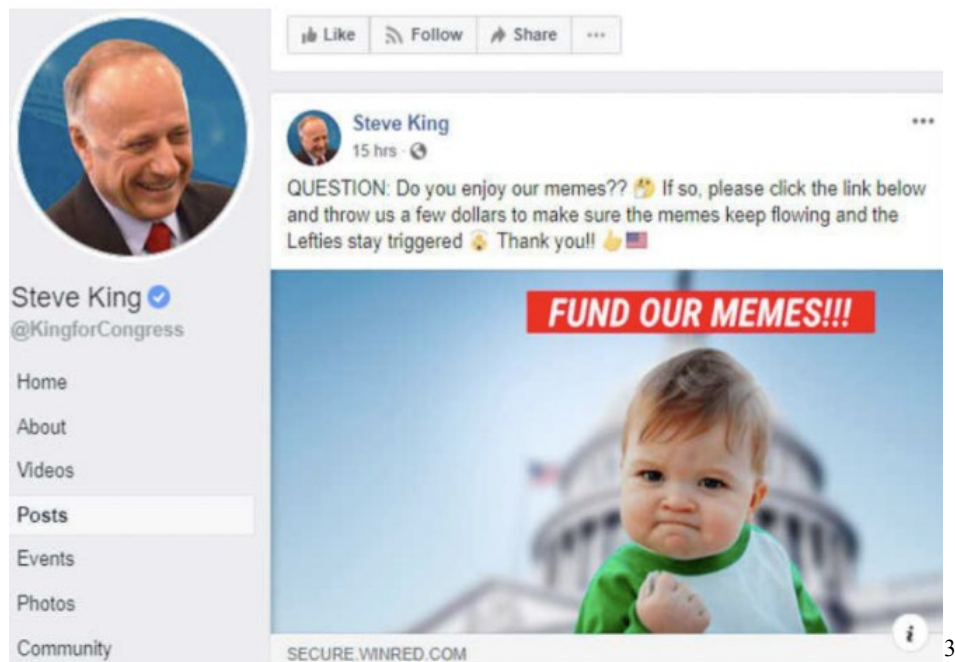 Like Follow Share
Steve King
15 hrs
QUESTION: Do you enjoy our memes?? 🤔 If so, please click the link below
and throw us a few dollars to make sure the memes keep flowing and the
Lefties stay triggered 🤯 Thank you!! 👍🇺🇸
FUND OUR MEMES!!!
SECURE.WINRED.COM
Steve King
@KingforCongress
Home
About
Videos
Posts
Events
Photos
Community
i
3